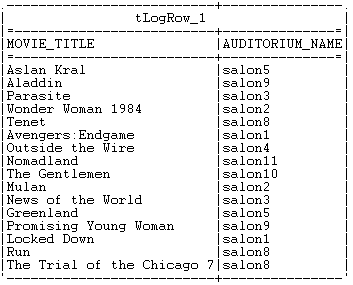 tLogRow_1
MOVIE_TITLE |AUDITORIUM_NAME
Aslan Kral |salon5
Aladdin |salon9
Parasite |salon3
Wonder Woman 1984 |salon2
Tenet |salon8
Avengers:Endgame |salon1
Outside the Wire |salon4
Nomadland |salon11
The Gentlemen |salon10
Mulan |salon2
News of the World |salon3
Greenland |salon5
Promising Young Woman |salon9
Locked Down |salon1
Run |salon8
The Trial of the Chicago 7|salon8